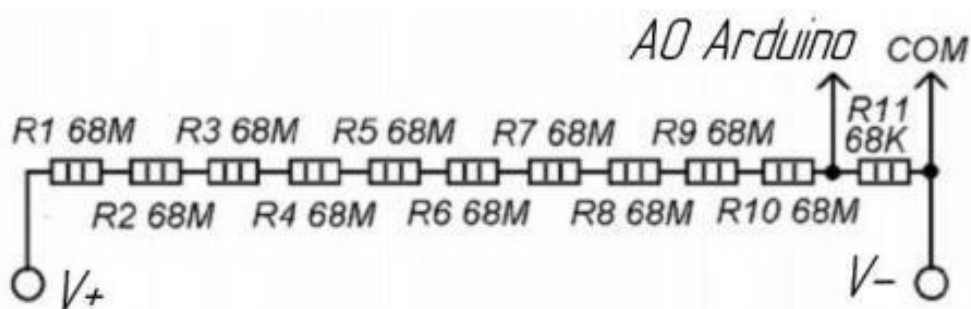 A0 Arduino COM
R1 68M R3 68M R5 68M R7 68M R9 68M R11
68K
R2 68M R4 68M R6 68M R8 68M R10 68M
V+ V-